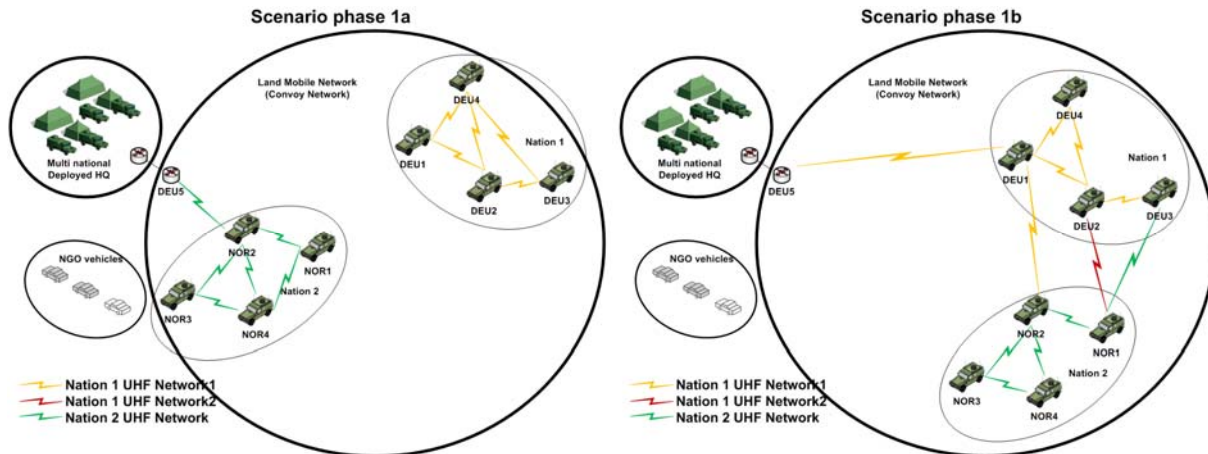 Scenario phase 1a
Land Mobile Network
(Convoy Network)
DEU4
Nation 1
DEU1
DEU2
DEU3
Multi national
Deployed HQ
DEU5
NOR2
NOR1
NGO vehicles
Nation 2
NOR3
NOR4
Nation 1 UHF Network1
Nation 1 UHF Network2
Nation 2 UHF Network
Scenario phase 1b
Land Mobile Network
(Convoy Network)
DEU4
Nation 1
DEU1
DEU2
DEU3
Multi national
Deployed HQ
DEU5
NGO vehicles
NOR2
NOR1
Nation 2
NOR3
NOR4
Nation 1 UHF Network1
Nation 1 UHF Network2
Nation 2 UHF Network